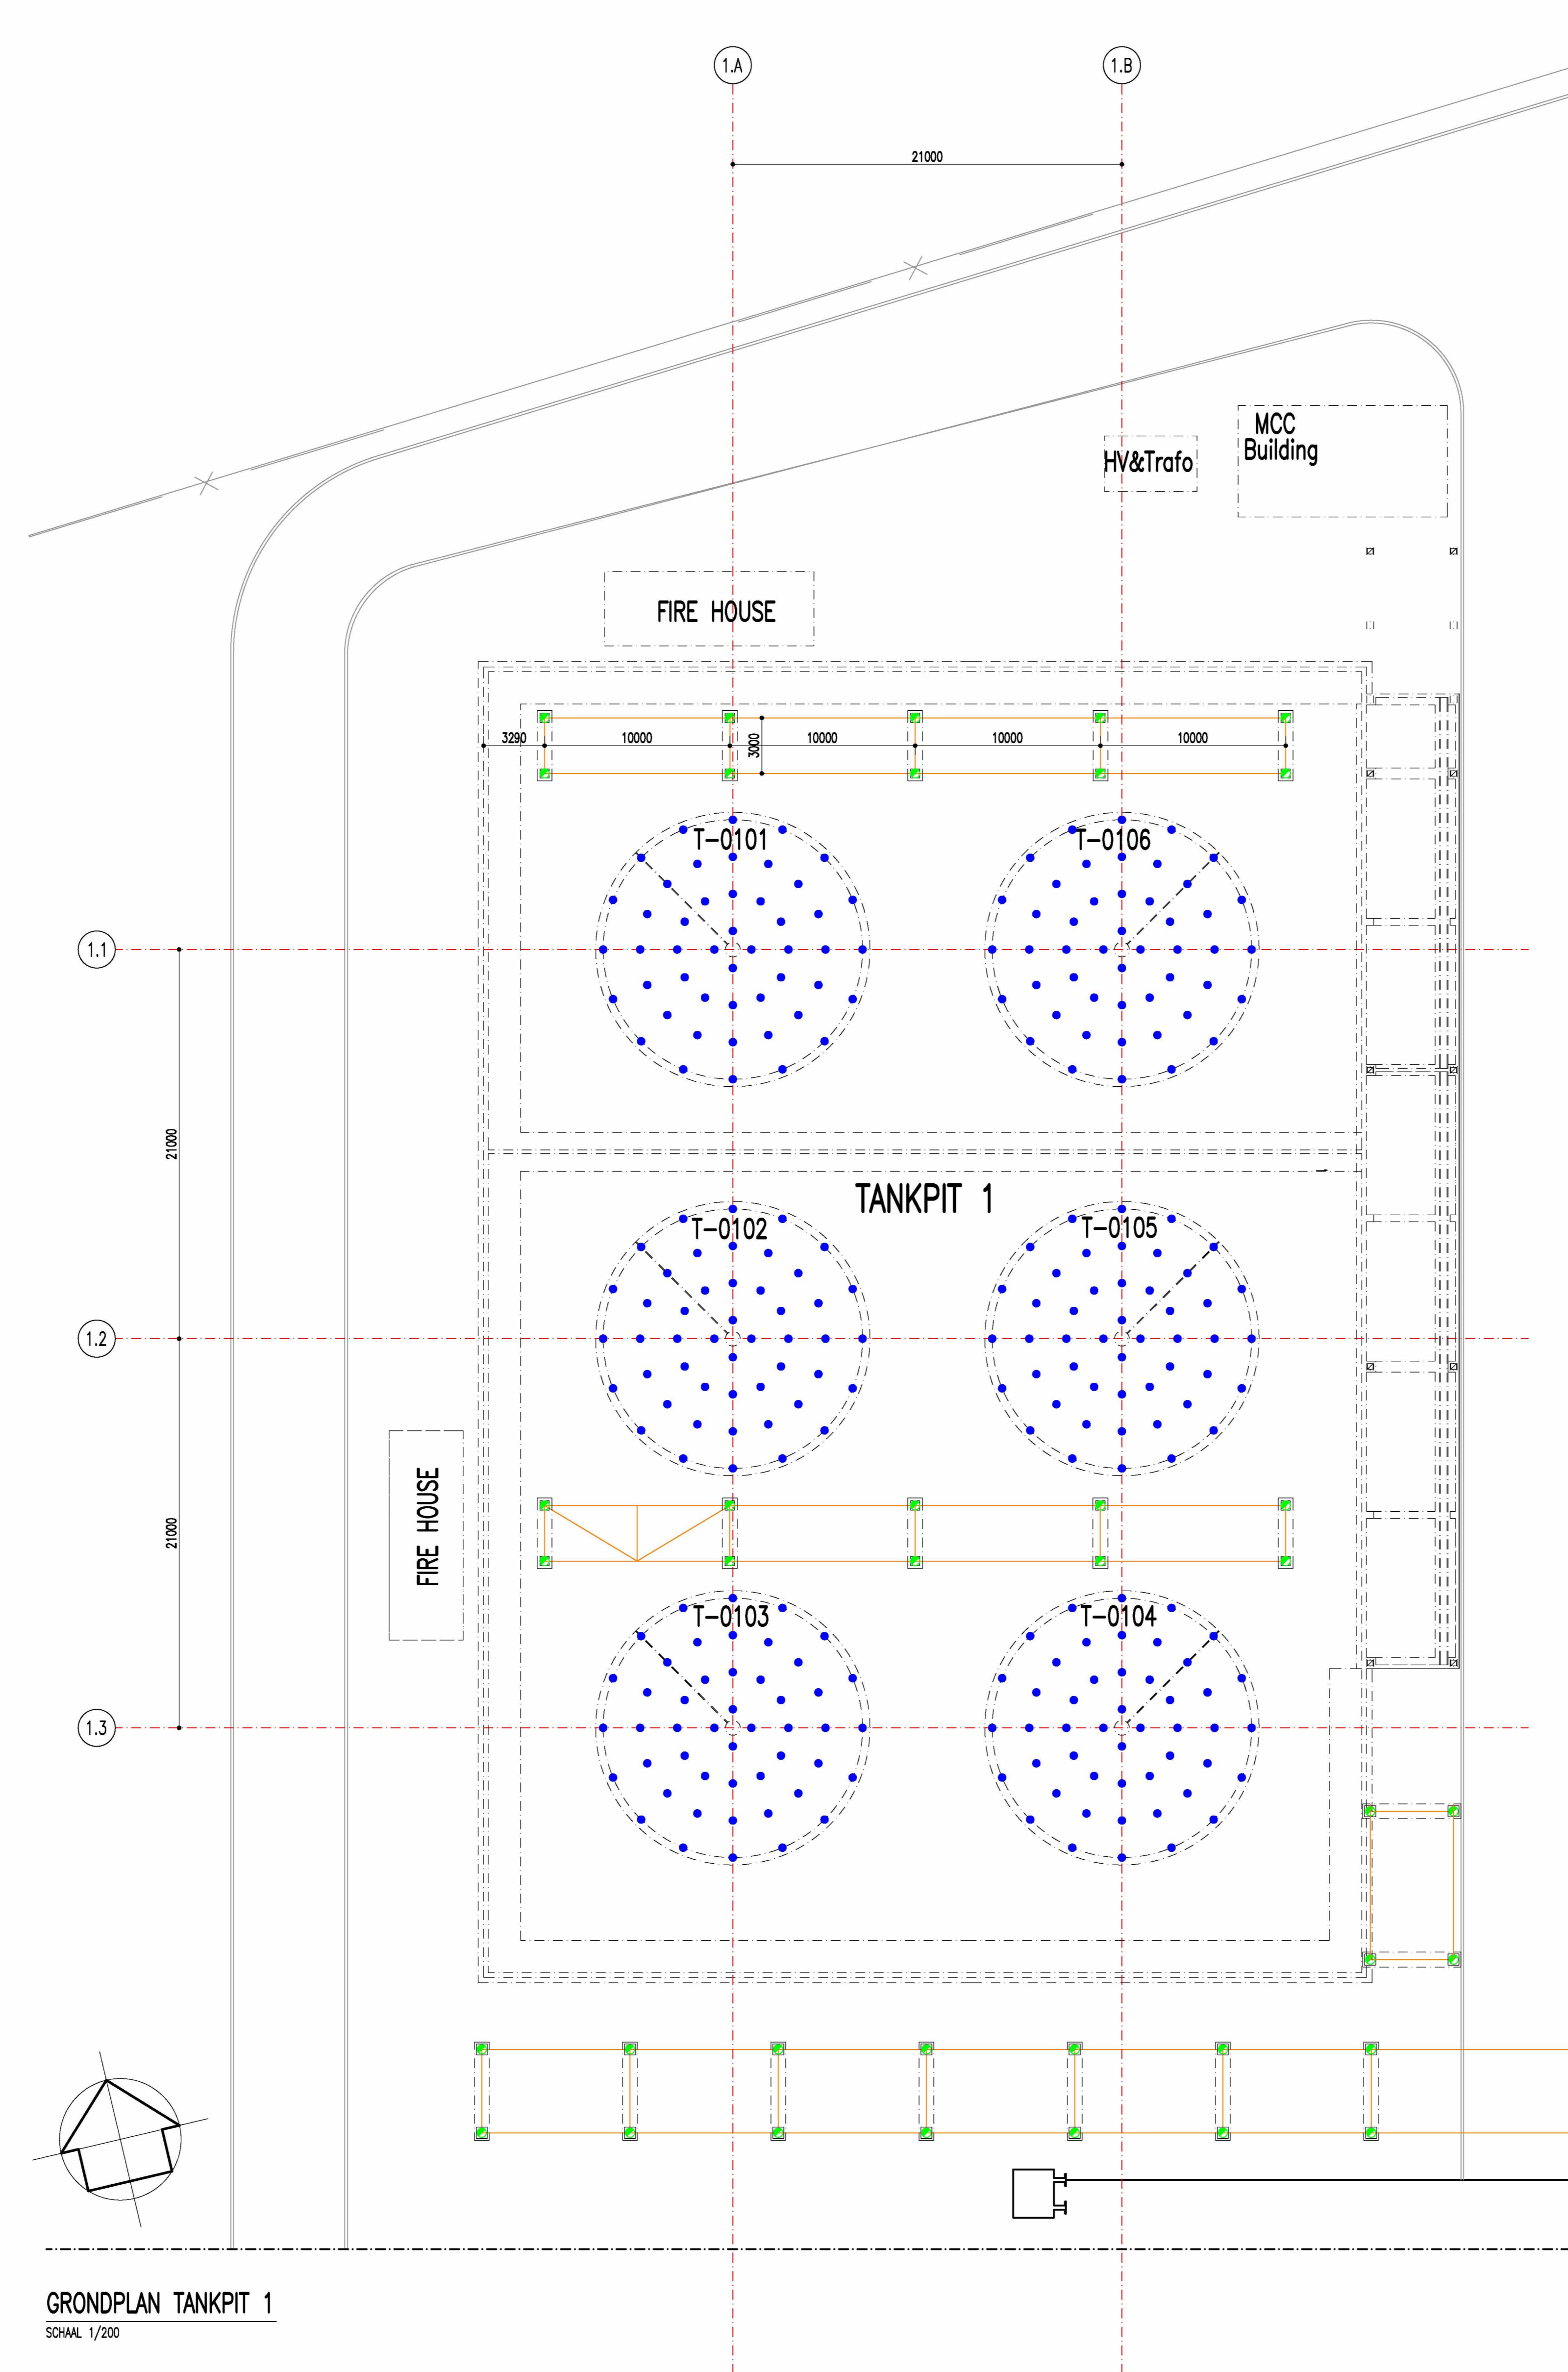 1.A
1.B
21000
MCC
Building
HV&Trafo
FIRE HOUSE
3290
10000
3000
10000
10000
10000
T-0101
T-0106
1.1
21000
TANKPIT 1
T-0102
T-0105
1.2
FIRE HOUSE
21000
T-0103
T-0104
1.3
GRONDPLAN TANKPIT 1
SCHAAL 1/200